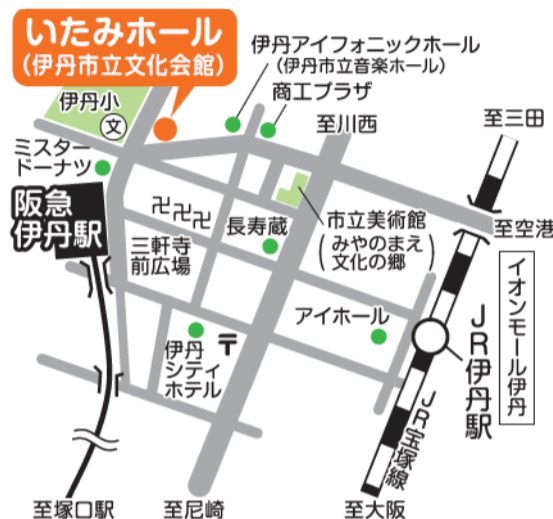 いたみホール
(伊丹市立文化会館)
伊丹アイフォニックホール
(伊丹市立音楽ホール)
商工プラザ
伊丹小
文
至川西
至三田
ミスター
ドーナツ
阪急
伊丹駅
卍卍卍
三軒寺
前広場
長寿蔵
市立美術館
(みやのまえ
文化の郷)
至空港
イオンモール伊丹
アイホール
JR伊丹駅
伊丹
シティ
ホテル
〒
JR宝塚線
至塚口駅
至尼崎
至大阪